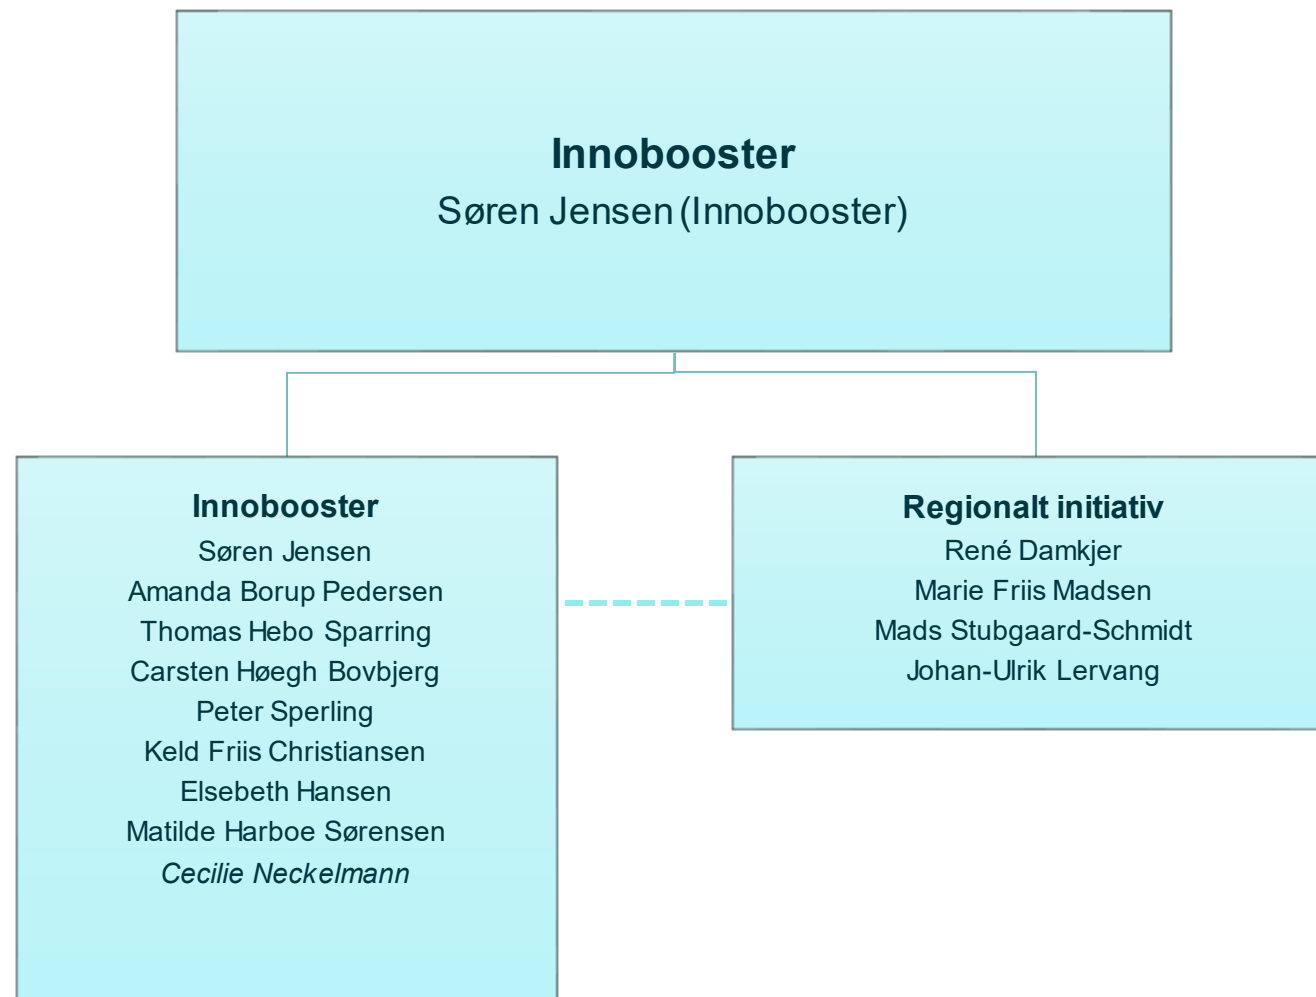 Innobooster
Søren Jensen (Innobooster)
Innobooster
Søren Jensen
Amanda Borup Pedersen
Thomas Hebo Sparring
Carsten Høegh Bovbjerg
Peter Sperling
Keld Friis Christiansen
Elsebeth Hansen
Matilde Harboe Sørensen
Cecilie Neckelmann
Regionalt initiativ
René Damkjer
Marie Friis Madsen
Mads Stubgaard-Schmidt
Johan-Ulrik Lervang